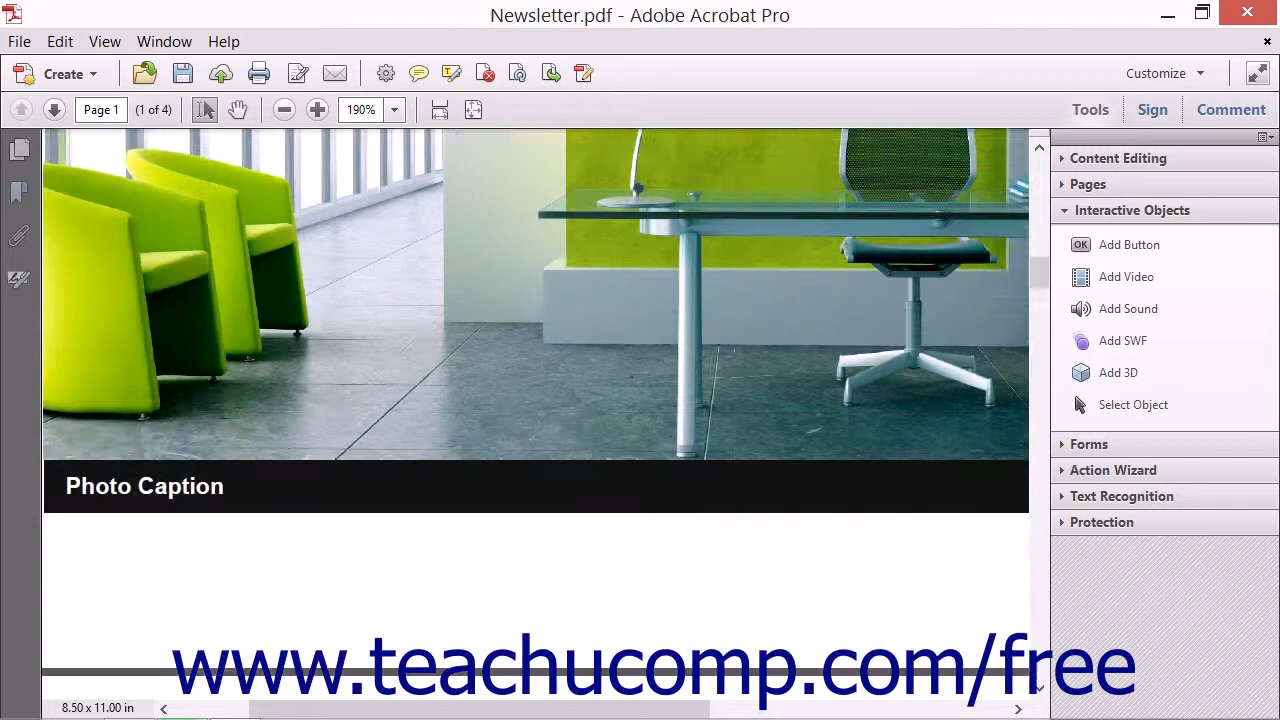 Newsletter.pdf - Adobe Acrobat Pro
File Edit View Window Help
Create
Customize
Page 1 (1 of 4) 190% Tools Sign Comment
Content Editing
Pages
Interactive Objects
OK Add Button
Add Video
Add Sound
Add SWF
Add 3D
Select Object
Forms
Action Wizard
Text Recognition
Protection
Photo Caption
www.teachucomp.com/free
8.50 x 11.00 in